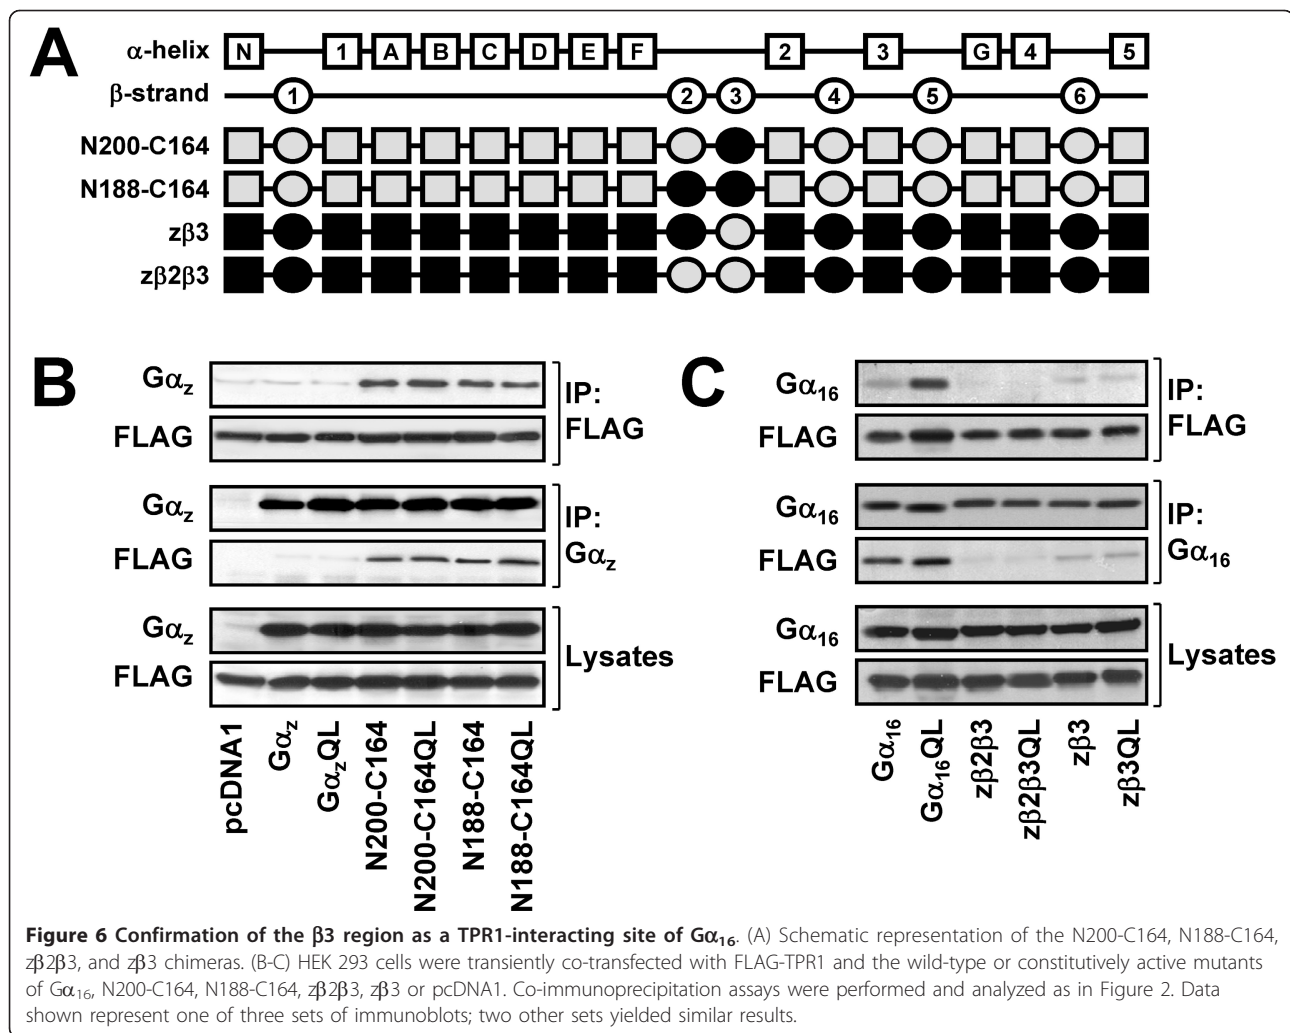 A
α-helix N 1 A B C D E F 2 3 G 4 5
β-strand 1 2 3 4 5 6
N200-C164
N188-C164
zβ3
zβ2β3
B
Gαz
FLAG
IP:
FLAG
Gαz
FLAG
IP:
Gαz
Gαz
FLAG
Lysates
pcDNA1
Gαz
GαzQL
N200-C164
N200-C164QL
N188-C164
N188-C164QL
C
Gα16
FLAG
IP:
FLAG
Gα16
FLAG
IP:
Gα16
Gα16
FLAG
Lysates
Gα16
Gα16QL
zβ2β3
zβ2β3QL
zβ3
zβ3QL
Figure 6 Confirmation of the β3 region as a TPR1-interacting site of Gα16. (A) Schematic representation of the N200-C164, N188-C164,
zβ2β3, and zβ3 chimeras. (B-C) HEK 293 cells were transiently co-transfected with FLAG-TPR1 and the wild-type or constitutively active mutants
of Gα16, N200-C164, N188-C164, zβ2β3, zβ3 or pcDNA1. Co-immunoprecipitation assays were performed and analyzed as in Figure 2. Data
shown represent one of three sets of immunoblots; two other sets yielded similar results.